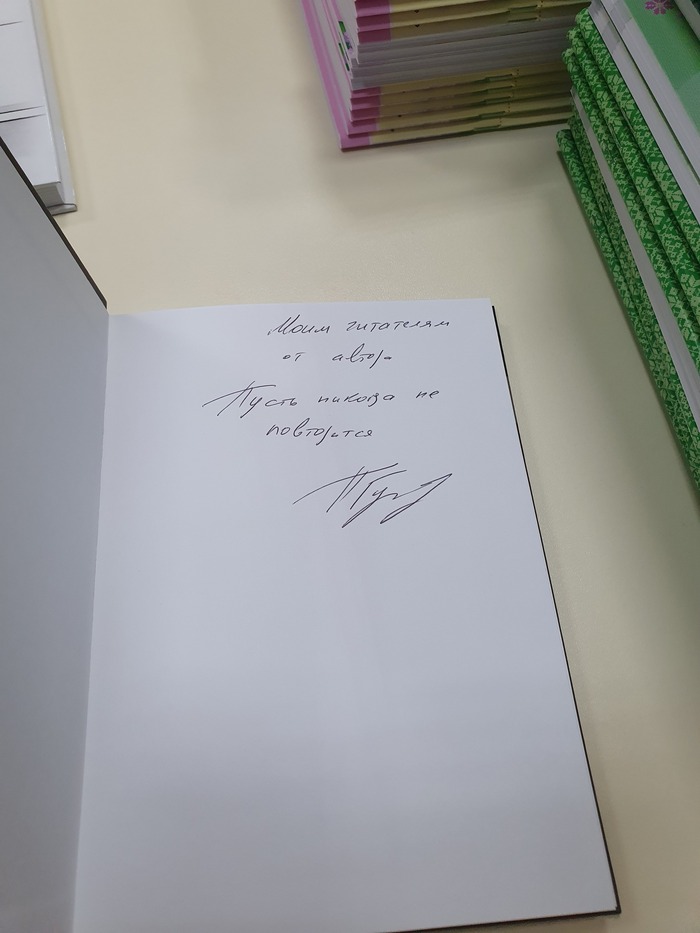 Моим читателям
от автора
Пусть никогда не
повторится